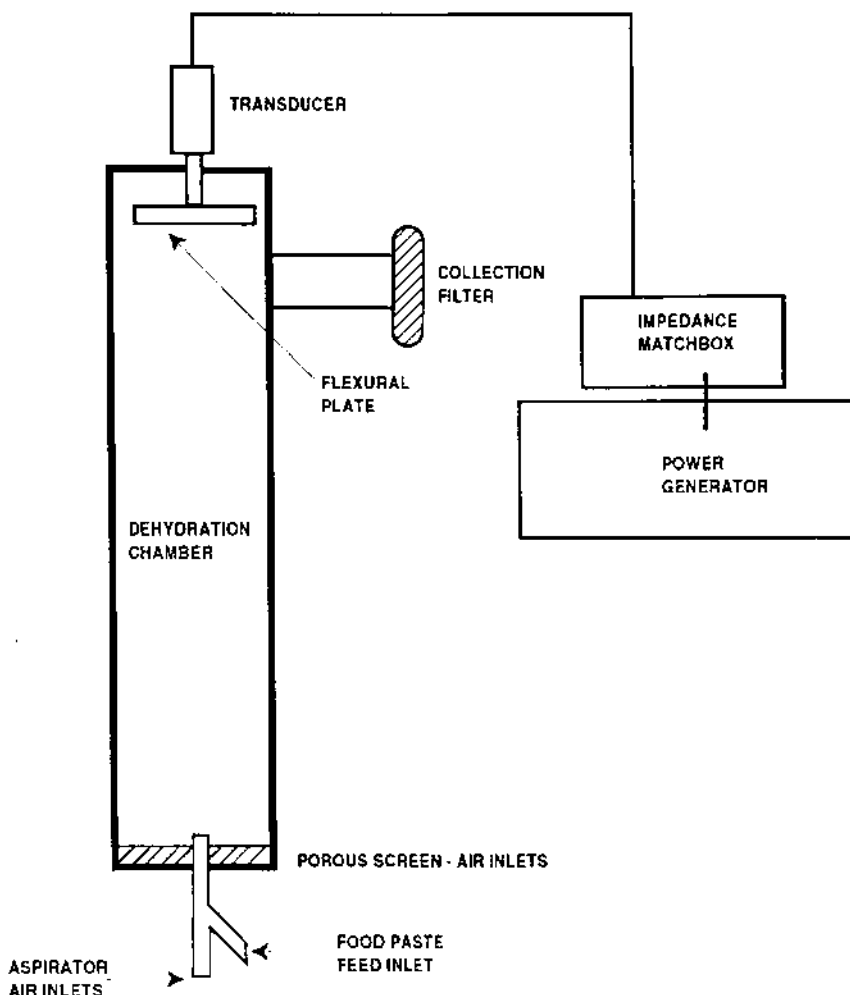 TRANSDUCER
COLLECTION
FILTER
IMPEDANCE
MATCHBOX
FLEXURAL
PLATE
POWER
GENERATOR
DEHYDRATION
CHAMBER
POROUS SCREEN - AIR INLETS
FOOD PASTE
FEED INLET
ASPIRATOR
AIR INLETS